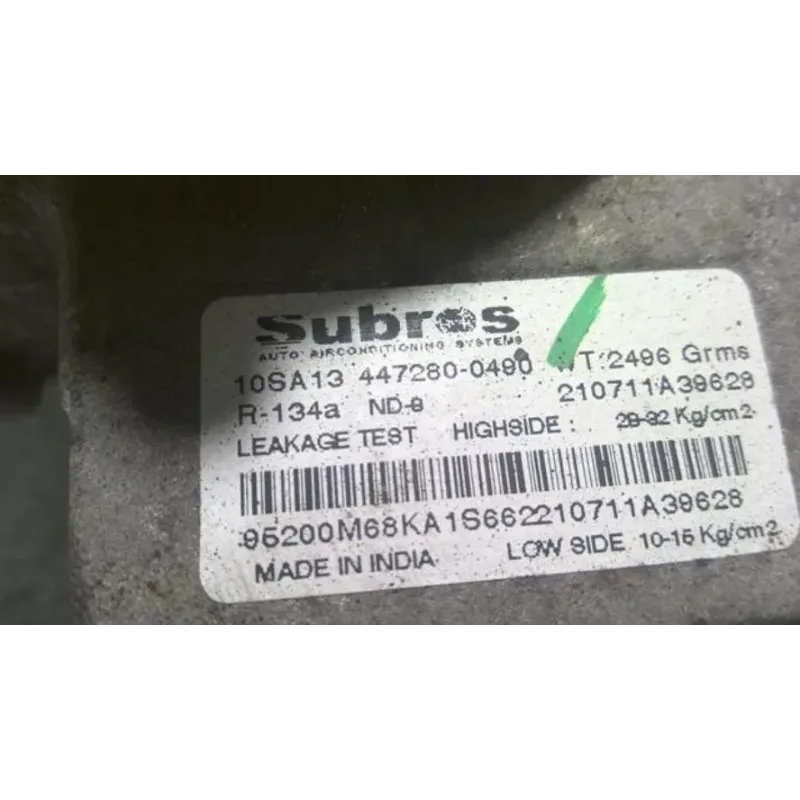 Subros
AUTO AIRCONDITIONING SYSTEMS
10SA13 447280-0490 WT:2496 Grms
R-134a ND-8 210711A39628
LEAKAGE TEST HIGHSIDE : 28-32 Kg/cm2
95200M68KA1S662210711A39628
MADE IN INDIA LOW SIDE 10-15 Kg/cm2